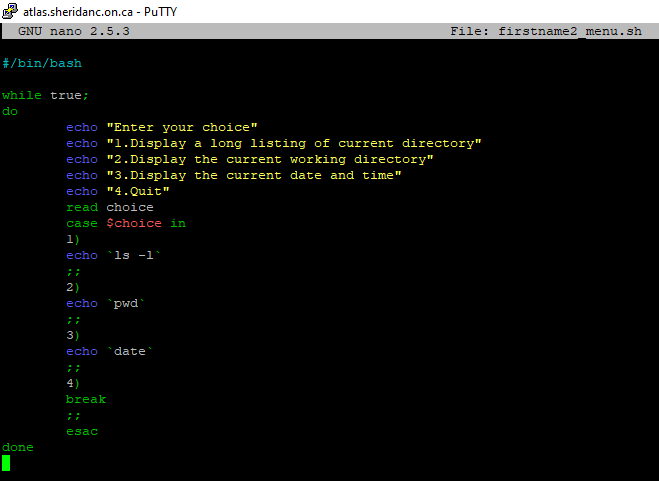 atlas.sheridanc.on.ca - PuTTY
GNU nano 2.5.3 File: firstname2_menu.sh
#/bin/bash
while true;
do
echo "Enter your choice"
echo "1.Display a long listing of current directory"
echo "2.Display the current working directory"
echo "3.Display the current date and time"
echo "4.Quit"
read choice
case $choice in
1)
echo `ls -l`
;;
2)
echo `pwd`
;;
3)
echo `date`
;;
4)
break
;;
esac
done